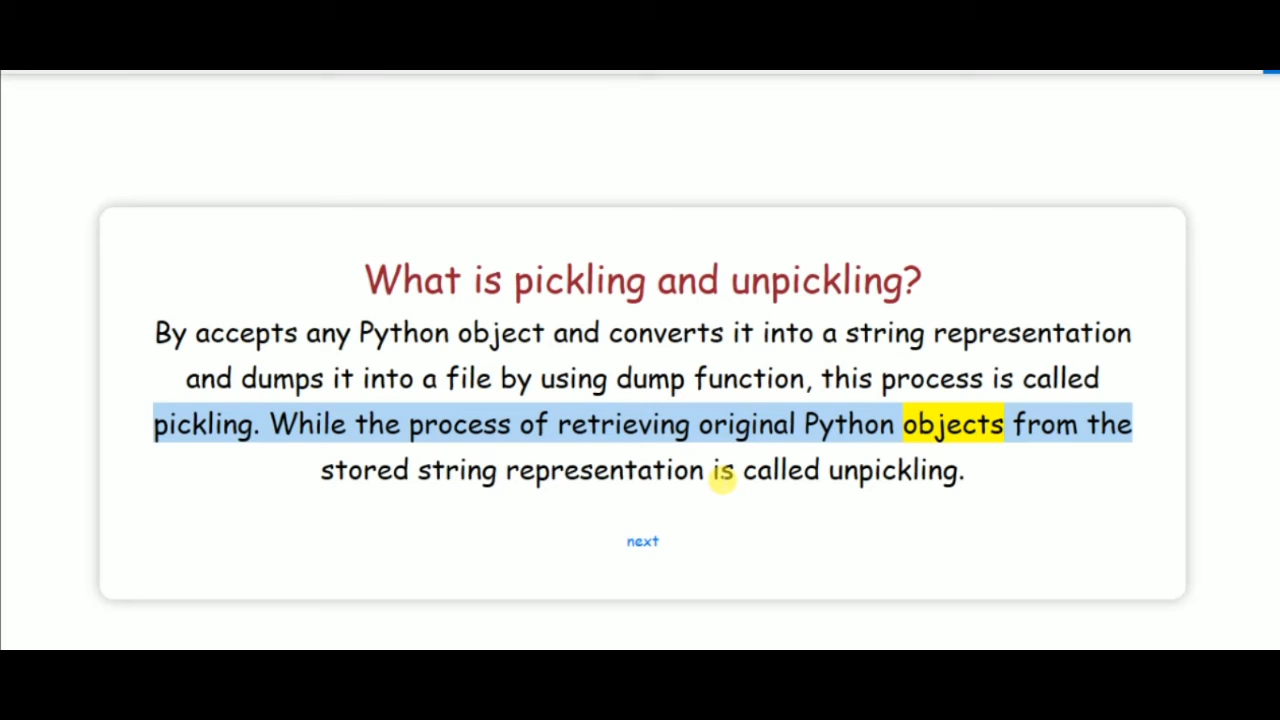 What is pickling and unpickling?
By accepts any Python object and converts it into a string representation
and dumps it into a file by using dump function, this process is called
pickling. While the process of retrieving original Python objects from the
stored string representation is called unpickling.
next